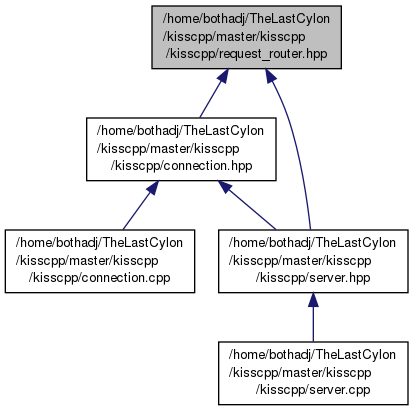 /home/bothadj/TheLastCylon
/kisscpp/master/kisscpp
/kisscpp/request_router.hpp
/home/bothadj/TheLastCylon
/kisscpp/master/kisscpp
/kisscpp/connection.hpp
/home/bothadj/TheLastCylon
/kisscpp/master/kisscpp
/kisscpp/connection.cpp
/home/bothadj/TheLastCylon
/kisscpp/master/kisscpp
/kisscpp/server.hpp
/home/bothadj/TheLastCylon
/kisscpp/master/kisscpp
/kisscpp/server.cpp